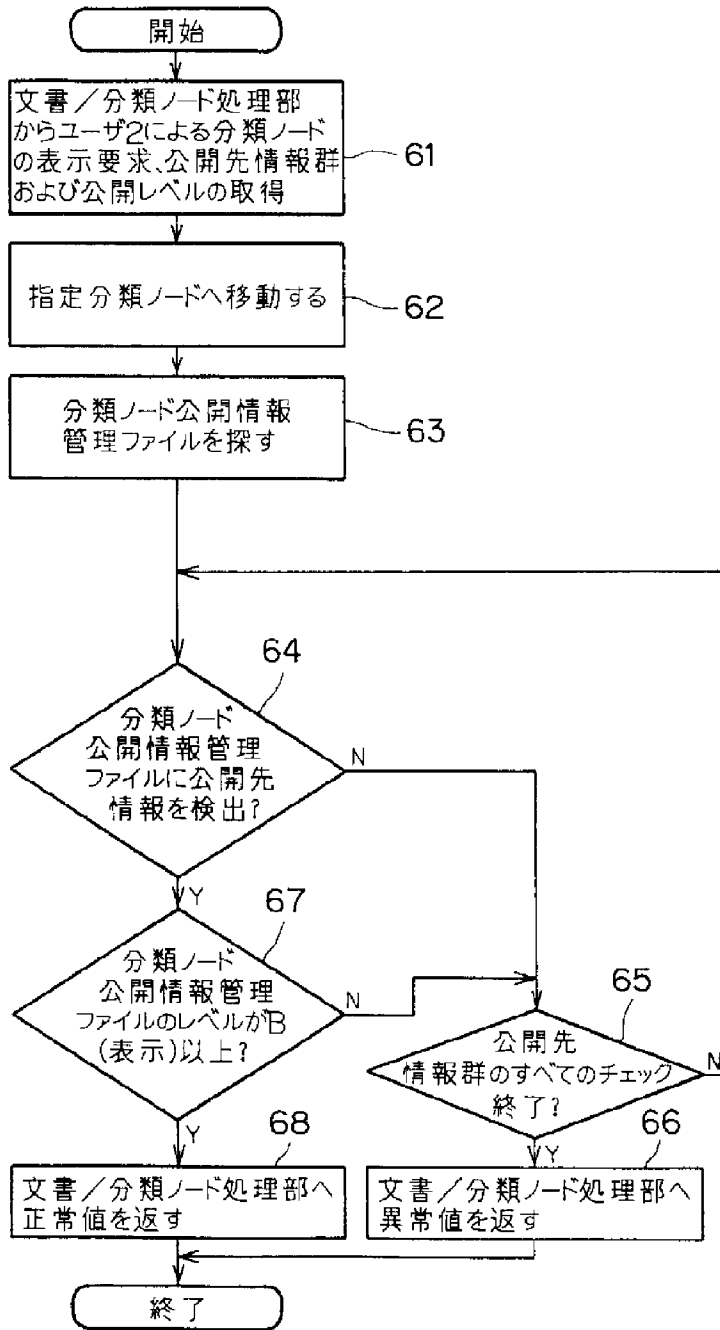 開始
文書／分類ノード処理部
からユーザ2による分類ノード
の表示要求、公開先情報群
および公開レベルの取得
61
指定分類ノードへ移動する
62
分類ノード公開情報
管理ファイルを探す
63
64
分類ノード
公開情報管理
ファイルに公開先
情報を検出?
N
Y
67
分類ノード
公開情報管理
ファイルのレベルがB
(表示)以上?
N
Y
65
公開先
情報群のすべてのチェック
終了?
N
Y
68
文書／分類ノード処理部へ
正常値を返す
66
文書／分類ノード処理部へ
異常値を返す
終了